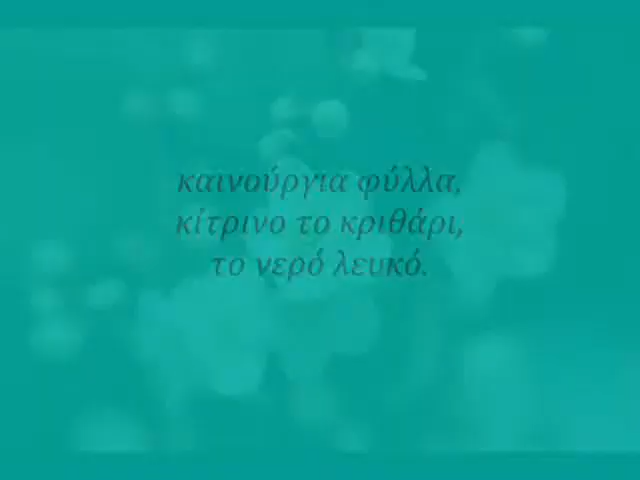 καινούργια φύλλα,
κίτρινο το κριθάρι,
το νερό λευκό.